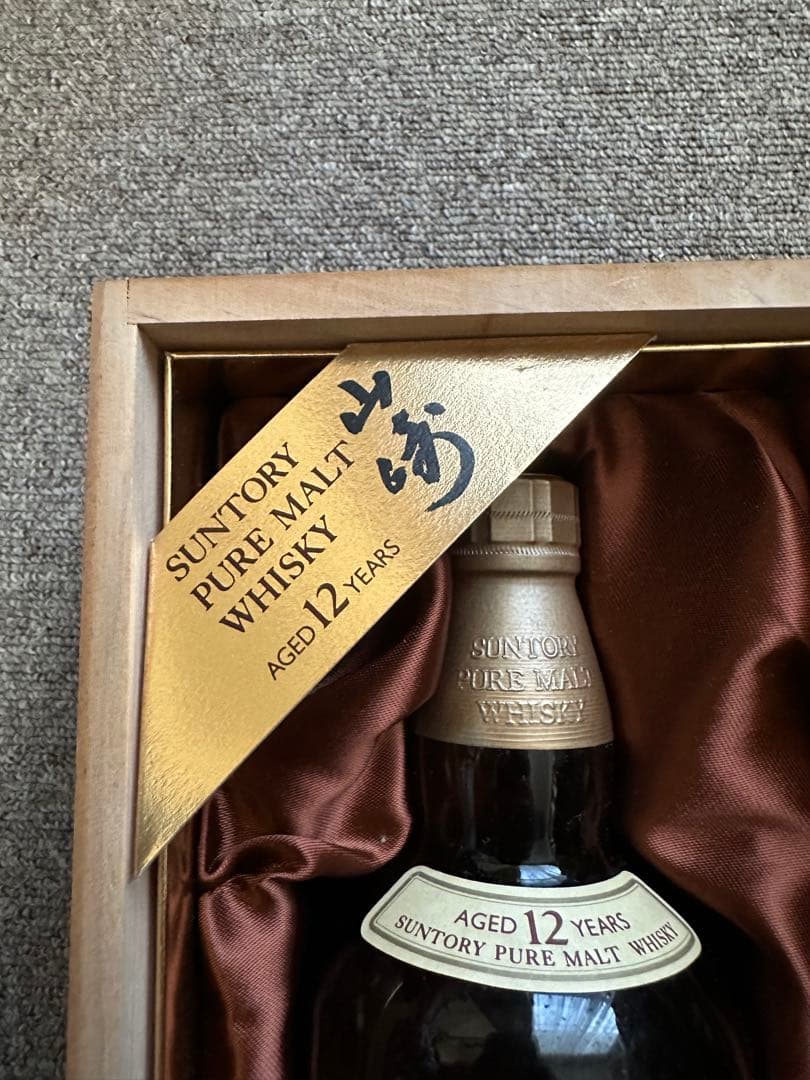 山崎
SUNTORY
PURE MALT
WHISKY
AGED 12 YEARS
SUNTORY
PURE MALT
WHISKY
AGED 12 YEARS
SUNTORY PURE MALT WHISKY